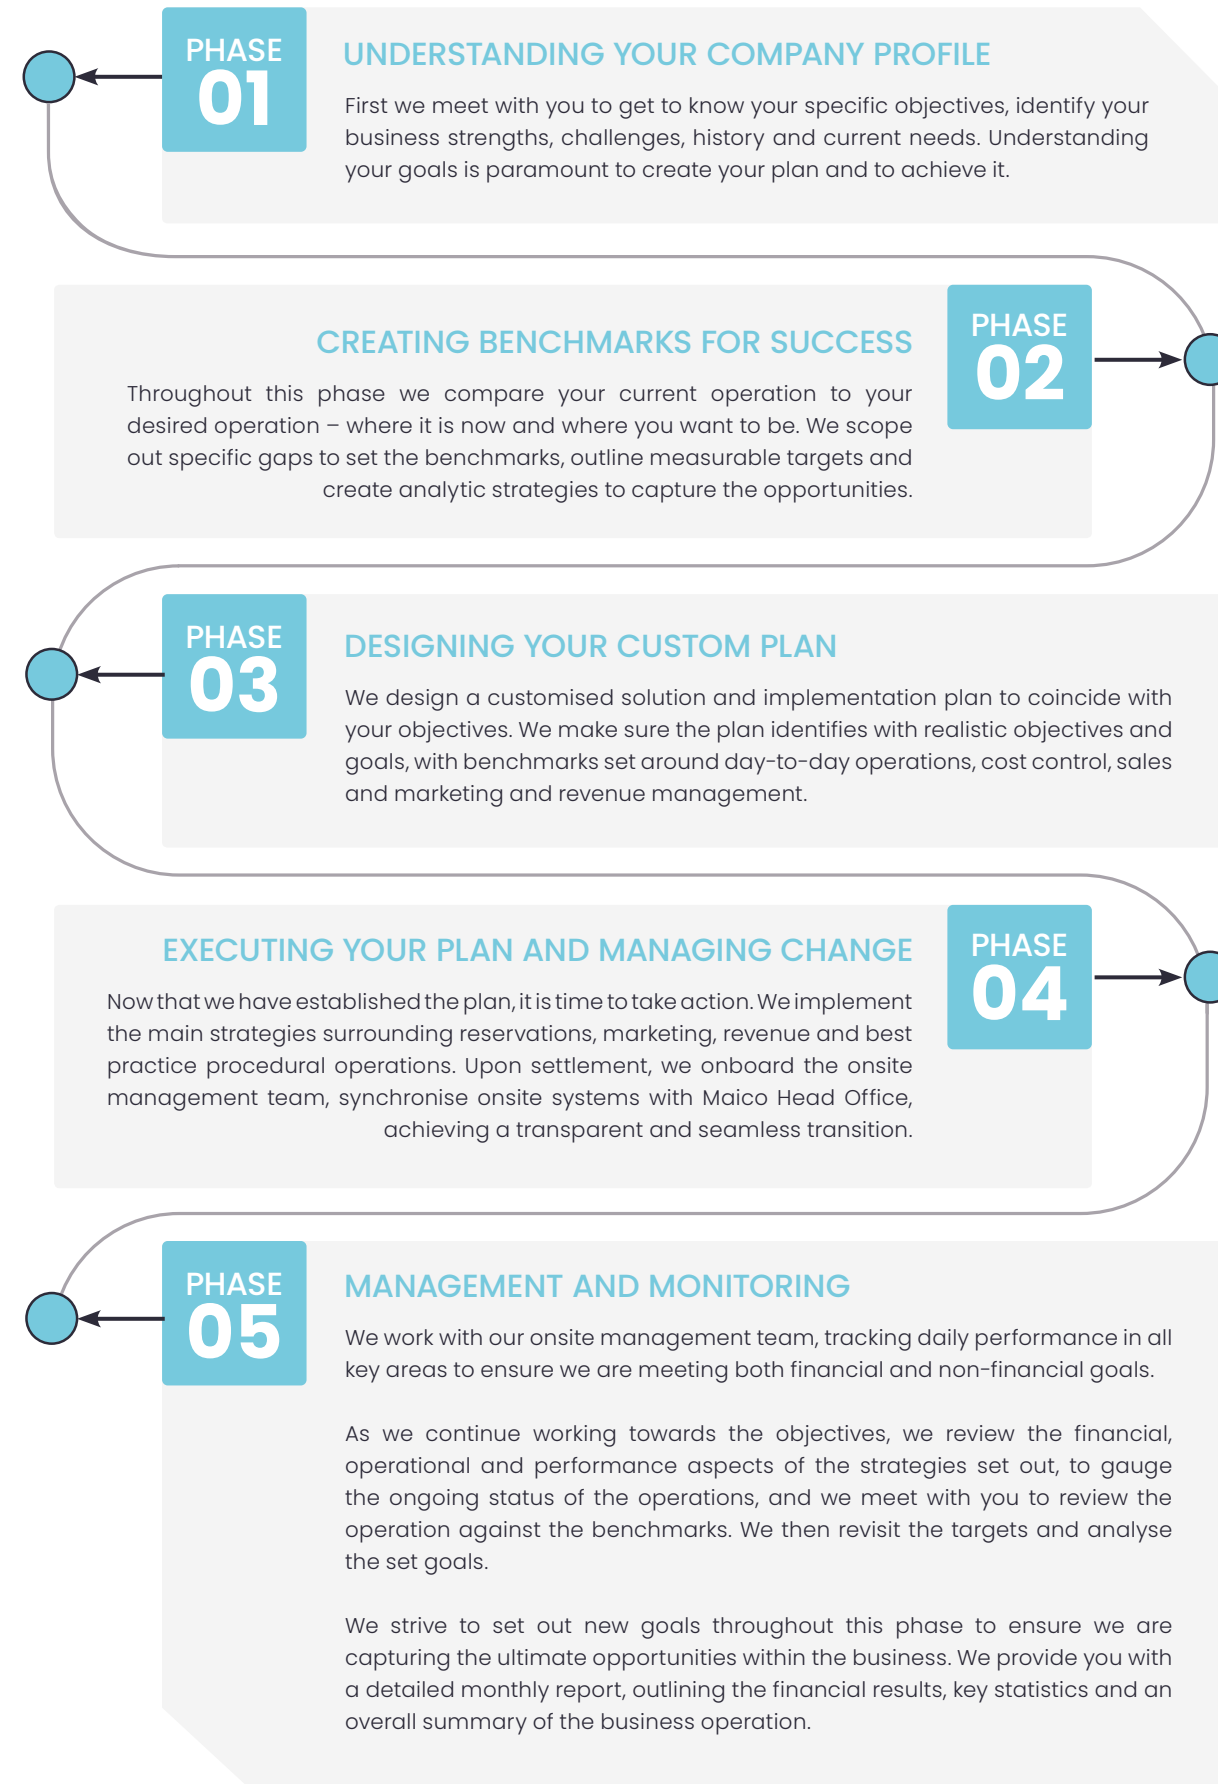 PHASE
01
UNDERSTANDING YOUR COMPANY PROFILE
First we meet with you to get to know your specific objectives, identify your
business strengths, challenges, history and current needs. Understanding
your goals is paramount to create your plan and to achieve it.
CREATING BENCHMARKS FOR SUCCESS
Throughout this phase we compare your current operation to your
desired operation – where it is now and where you want to be. We scope
out specific gaps to set the benchmarks, outline measurable targets and
create analytic strategies to capture the opportunities.
PHASE
02
PHASE
03
DESIGNING YOUR CUSTOM PLAN
We design a customised solution and implementation plan to coincide with
your objectives. We make sure the plan identifies with realistic objectives and
goals, with benchmarks set around day-to-day operations, cost control, sales
and marketing and revenue management.
EXECUTING YOUR PLAN AND MANAGING CHANGE
Now that we have established the plan, it is time to take action. We implement
the main strategies surrounding reservations, marketing, revenue and best
practice procedural operations. Upon settlement, we onboard the onsite
management team, synchronise onsite systems with Maico Head Office,
achieving a transparent and seamless transition.
PHASE
04
PHASE
05
MANAGEMENT AND MONITORING
We work with our onsite management team, tracking daily performance in all
key areas to ensure we are meeting both financial and non-financial goals.
As we continue working towards the objectives, we review the financial,
operational and performance aspects of the strategies set out, to gauge
the ongoing status of the operations, and we meet with you to review the
operation against the benchmarks. We then revisit the targets and analyse
the set goals.
We strive to set out new goals throughout this phase to ensure we are
capturing the ultimate opportunities within the business. We provide you with
a detailed monthly report, outlining the financial results, key statistics and an
overall summary of the business operation.